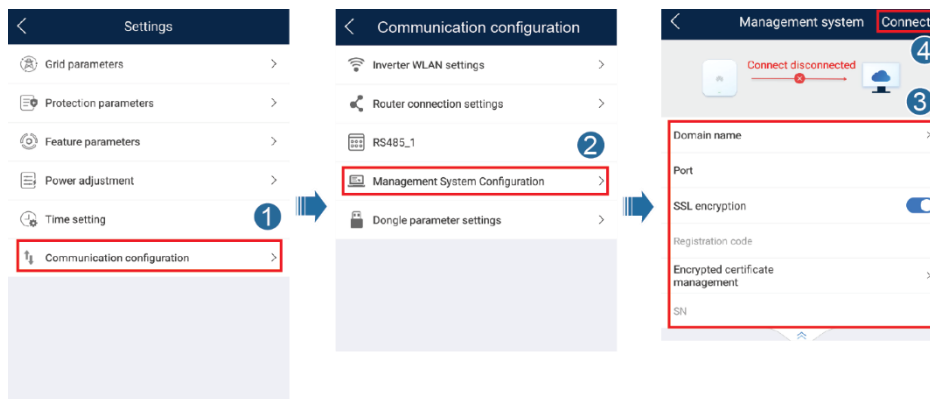 Settings
Grid parameters
Protection parameters
Feature parameters
Power adjustment
Time setting
1
Communication configuration
Communication configuration
Inverter WLAN settings
Router connection settings
RS485_1
2
Management System Configuration
Dongle parameter settings
Management system
Connect
4
Connect disconnected
3
Domain name
Port
SSL encryption
Registration code
Encrypted certificate
management
SN